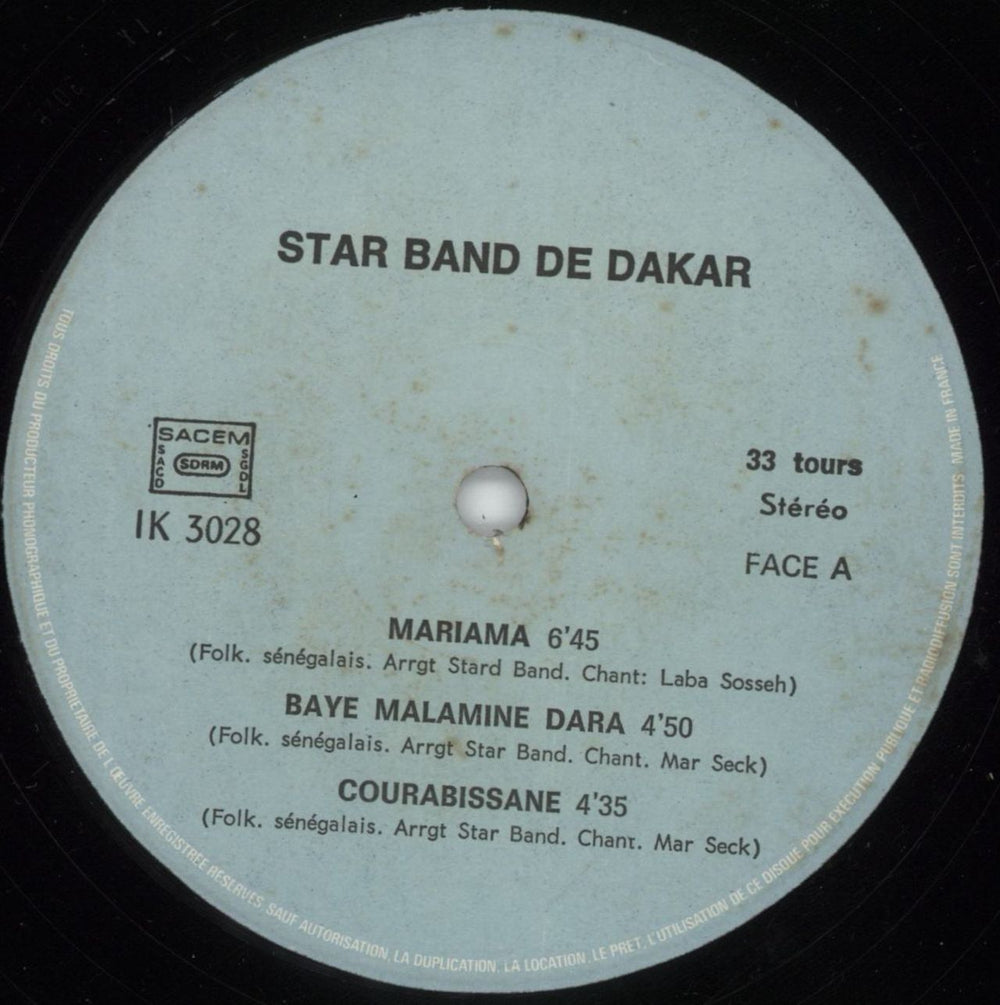 STAR BAND DE DAKAR
SACEM
SACD
SDRM
SGDL
IK 3028
33 tours
Stéréo
FACE A
MARIAMA 6'45
(Folk. sénégalais. Arrgt Stard Band. Chant: Laba Sosseh)
BAYE MALAMINE DARA 4'50
(Folk. sénégalais. Arrgt Star Band. Chant. Mar Seck)
COURABISSANE 4'35
(Folk. sénégalais. Arrgt Star Band. Chant. Mar Seck)
TOUS DROITS DU PRODUCTEUR PHONOGRAPHIQUE ET DU PROPRIETAIRE DE L'ŒUVRE ENREGISTREE RESERVES. SAUF AUTORISATION, LA DUPLICATION, LA LOCATION, LE PRET, L'UTILISATION DE CE DISQUE POUR EXECUTION PUBLIQUE ET RADIODIFFUSION SONT INTERDITS MADE IN FRANCE